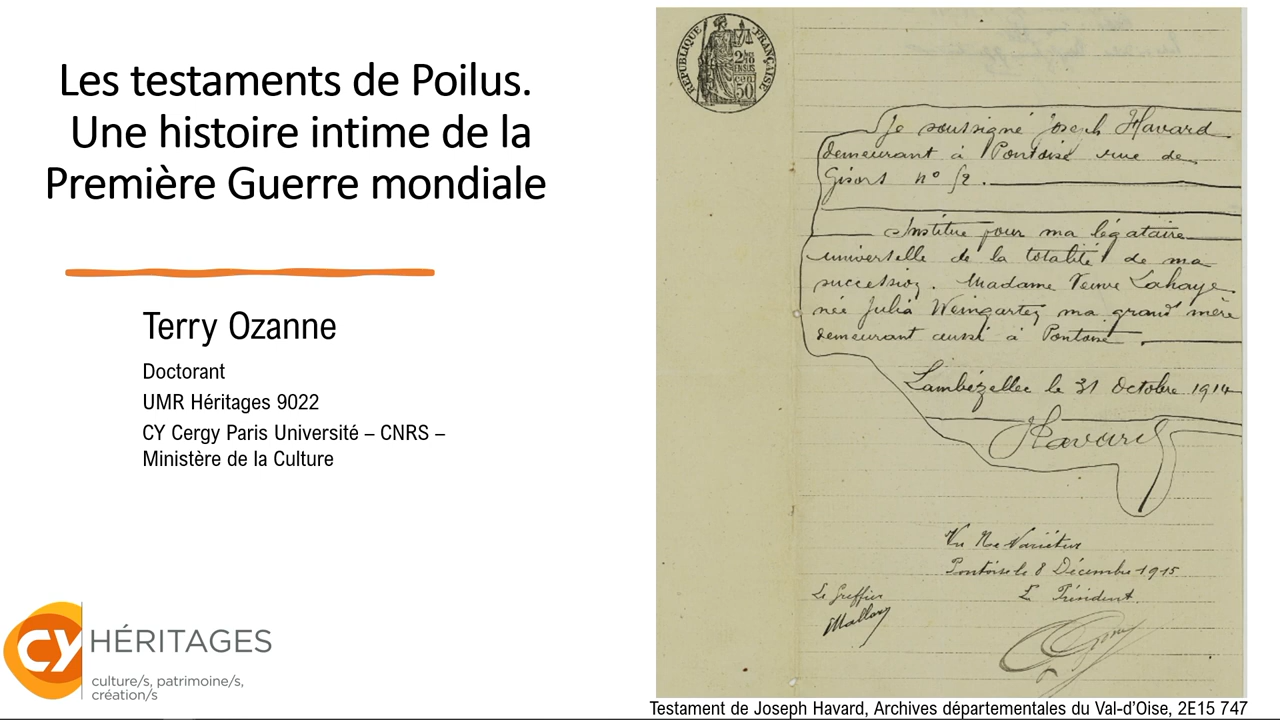 Les testaments de Poilus.
Une histoire intime de la
Première Guerre mondiale
Terry Ozanne
Doctorant
UMR Héritages 9022
CY Cergy Paris Université – CNRS –
Ministère de la Culture
CY HÉRITAGES
culture/s, patrimoine/s,
création/s
RÉPUBLIQUE FRANÇAISE
50
Je soussigné Joseph Havard
demeurant à Pontoise rue de
Gisors n° 52.
Institue pour ma légataire
universelle de la totalité de ma
succession. Madame Veuve Lahaye
née Julia Weingarten ma grand mère
demeurant aussi à Pontoise.
Lambézellec le 31 Octobre 1914
Havard
Vu Ne Varietur
Pontoise le 8 Décembre 1915
Le Greffier
Le Président.
Testament de Joseph Havard, Archives départementales du Val-d'Oise, 2E15 747